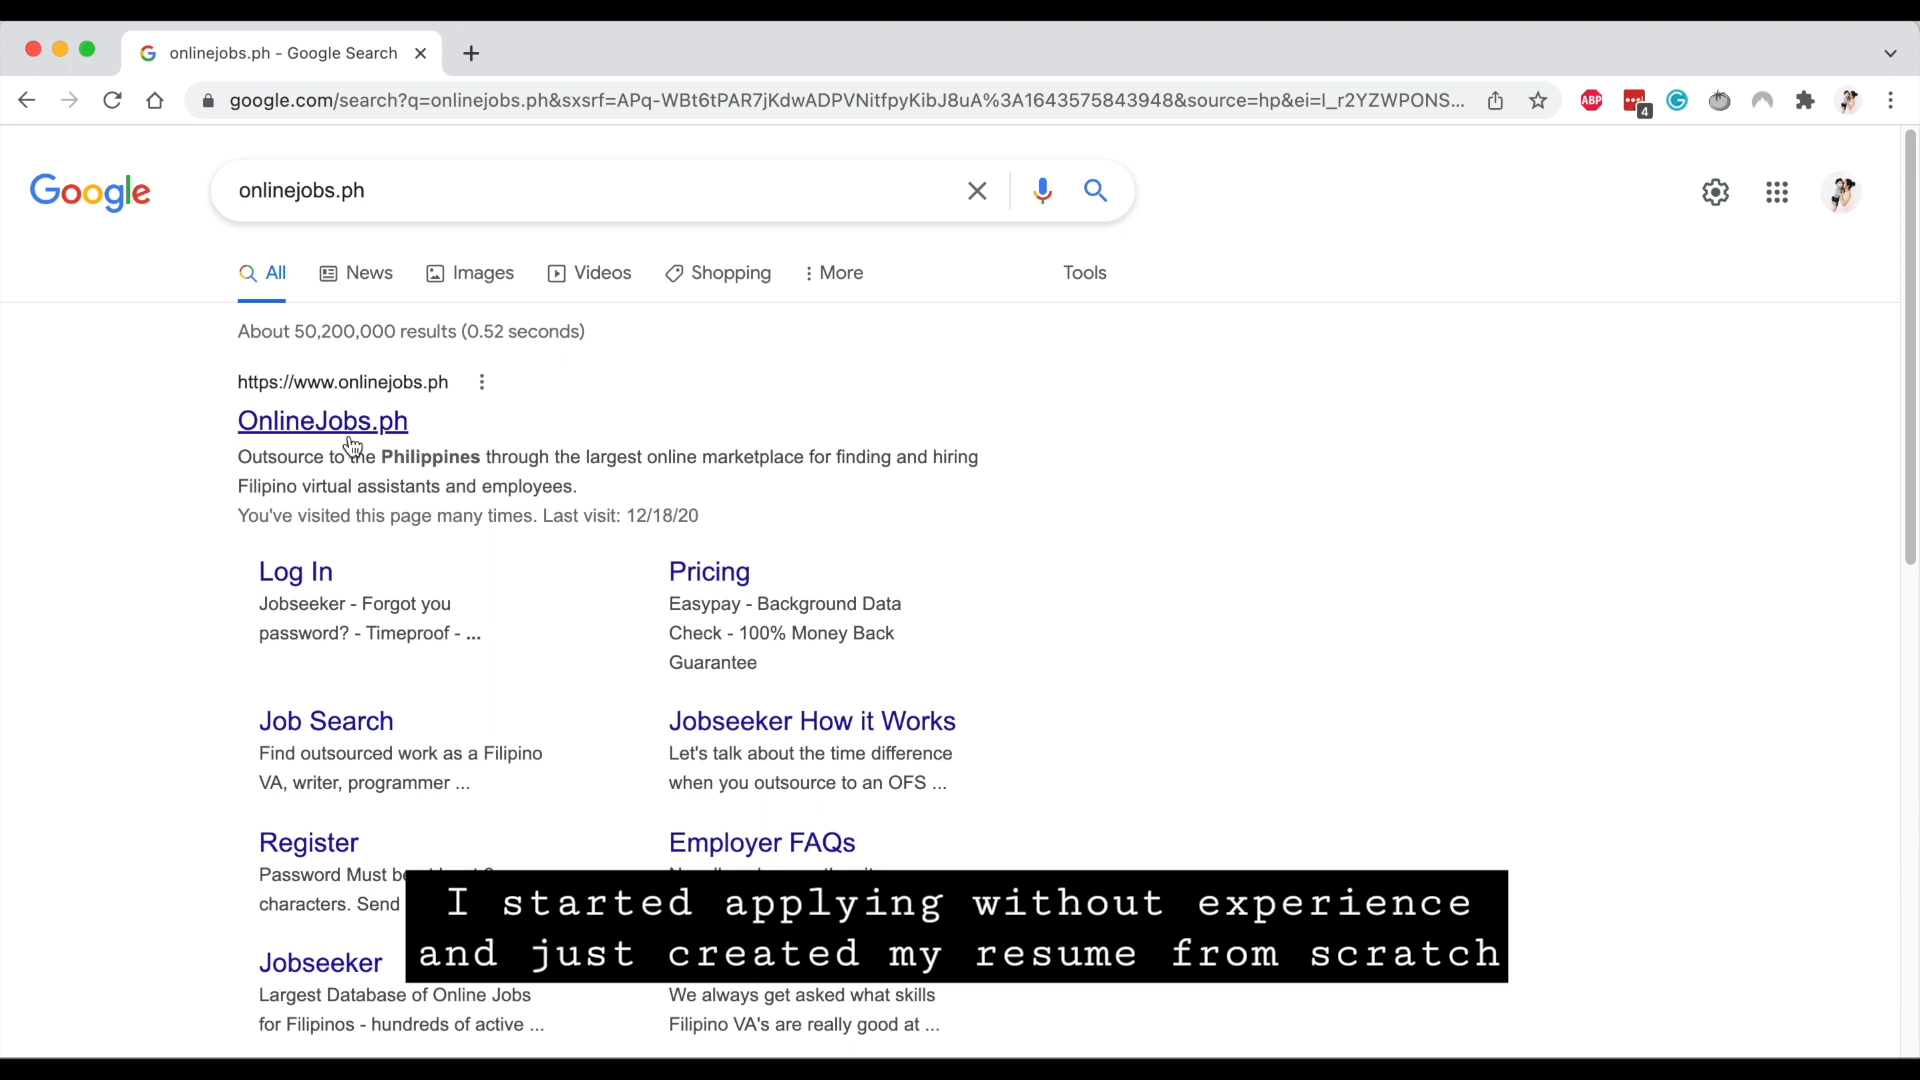 onlinejobs.ph - Google Search
google.com/search?q=onlinejobs.ph&sxsrf=APq-WBt6tPAR7jKdwADPVNitfpyKibJ8uA%3A1643575843948&source=hp&ei=l_r2YZWPONS...
ABP
4
Google
onlinejobs.ph
All News Images Videos Shopping More Tools
About 50,200,000 results (0.52 seconds)
https://www.onlinejobs.ph
OnlineJobs.ph
Outsource to the Philippines through the largest online marketplace for finding and hiring
Filipino virtual assistants and employees.
You've visited this page many times. Last visit: 12/18/20
Log In
Jobseeker - Forgot you
password? - Timeproof - ...
Pricing
Easypay - Background Data
Check - 100% Money Back
Guarantee
Job Search
Find outsourced work as a Filipino
VA, writer, programmer ...
Jobseeker How it Works
Let's talk about the time difference
when you outsource to an OFS ...
Register
Password Must
characters. Send
Employer FAQs
Jobseeker
Largest Database of Online Jobs
for Filipinos - hundreds of active ...
We always get asked what skills
Filipino VA's are really good at ...
I started applying without experience
and just created my resume from scratch